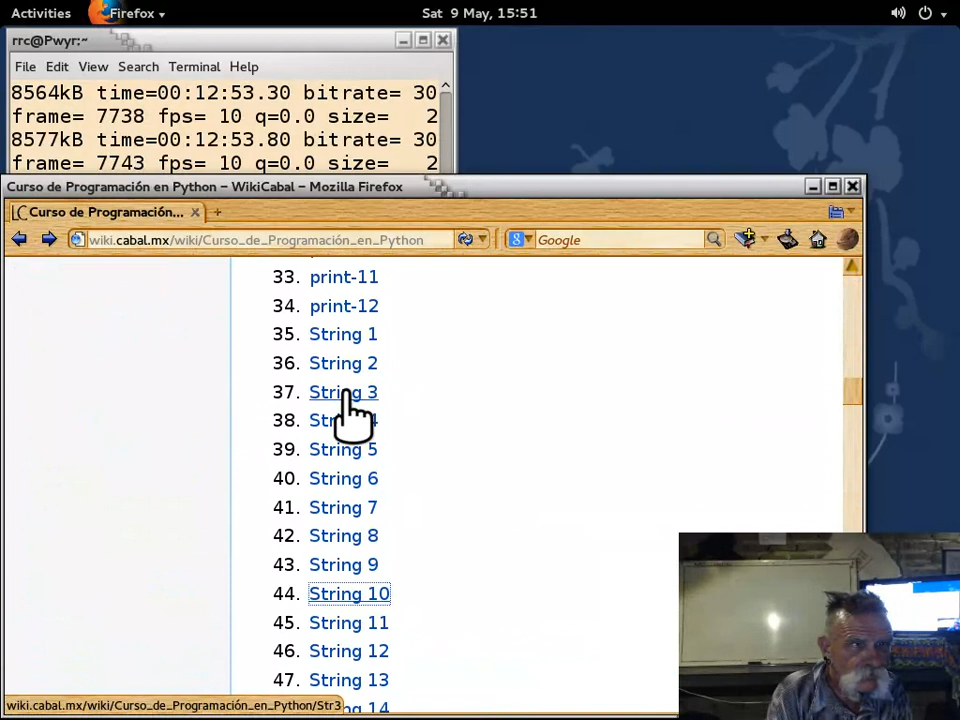 Activities Firefox Sat 9 May, 15:51
rrc@Pwyr:~
File Edit View Search Terminal Help
8564kB time=00:12:53.30 bitrate= 30
frame= 7738 fps= 10 q=0.0 size= 2
8577kB time=00:12:53.80 bitrate= 30
frame= 7743 fps= 10 q=0.0 size= 2
Curso de Programación en Python – WikiCabal – Mozilla Firefox
Curso de Programación...
wiki.cabal.mx/wiki/Curso_de_Programación_en_Python Google
33. print-11
34. print-12
35. String 1
36. String 2
37. String 3
38. 4
39. String 5
40. String 6
41. String 7
42. String 8
43. String 9
44. String 10
45. String 11
46. String 12
47. String 13
14
wiki.cabal.mx/wiki/Curso_de_Programación_en_Python/Str3